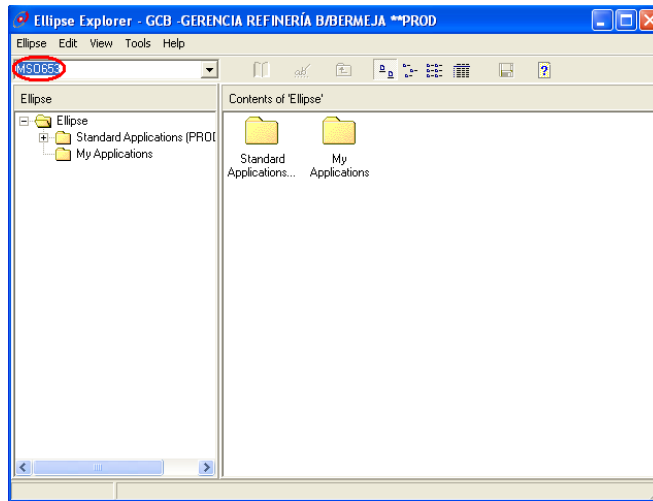 Ellipse Explorer - GCB -GERENCIA REFINERÍA B/BERMEJA **PROD
Ellipse Edit View Tools Help
MSO653
Ellipse
Contents of 'Ellipse'
Ellipse
Standard Applications (PROD
My Applications
Standard Applications...
My Applications